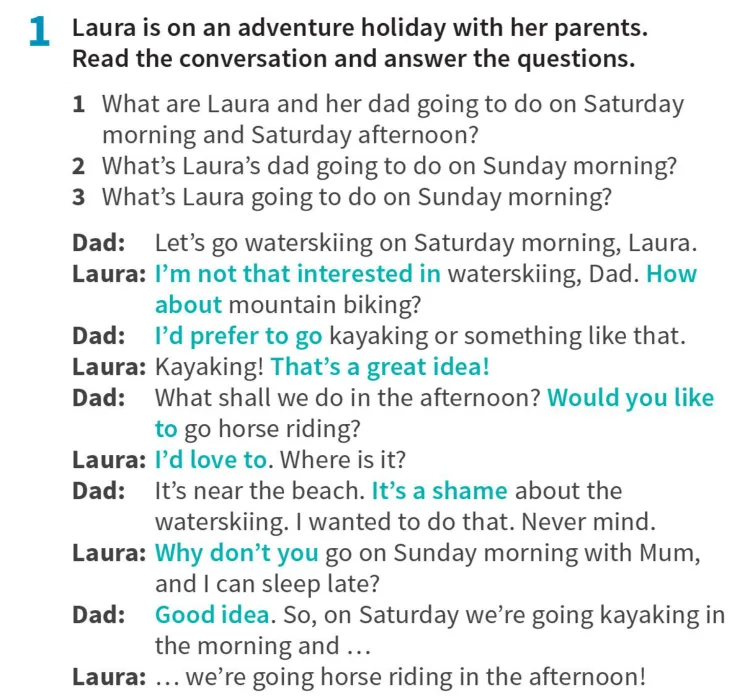 1 Laura is on an adventure holiday with her parents.
Read the conversation and answer the questions.
1 What are Laura and her dad going to do on Saturday
morning and Saturday afternoon?
2 What’s Laura’s dad going to do on Sunday morning?
3 What’s Laura going to do on Sunday morning?
Dad: Let’s go waterskiing on Saturday morning, Laura.
Laura: I’m not that interested in waterskiing, Dad. How
about mountain biking?
Dad: I’d prefer to go kayaking or something like that.
Laura: Kayaking! That’s a great idea!
Dad: What shall we do in the afternoon? Would you like
to go horse riding?
Laura: I’d love to. Where is it?
Dad: It’s near the beach. It’s a shame about the
waterskiing. I wanted to do that. Never mind.
Laura: Why don’t you go on Sunday morning with Mum,
and I can sleep late?
Dad: Good idea. So, on Saturday we’re going kayaking in
the morning and …
Laura: … we’re going horse riding in the afternoon!